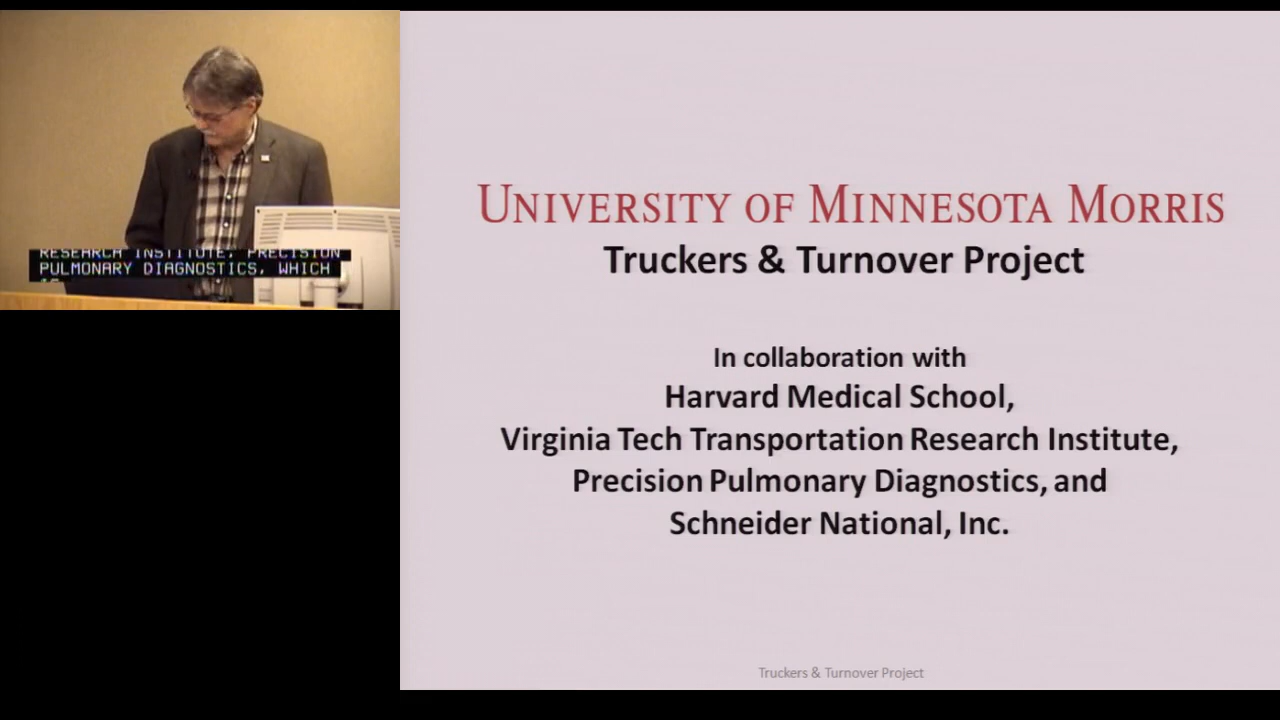 RESEARCH INSTITUTE, PRECISION
PULMONARY DIAGNOSTICS, WHICH
UNIVERSITY OF MINNESOTA MORRIS
Truckers & Turnover Project
In collaboration with
Harvard Medical School,
Virginia Tech Transportation Research Institute,
Precision Pulmonary Diagnostics, and
Schneider National, Inc.
Truckers & Turnover Project